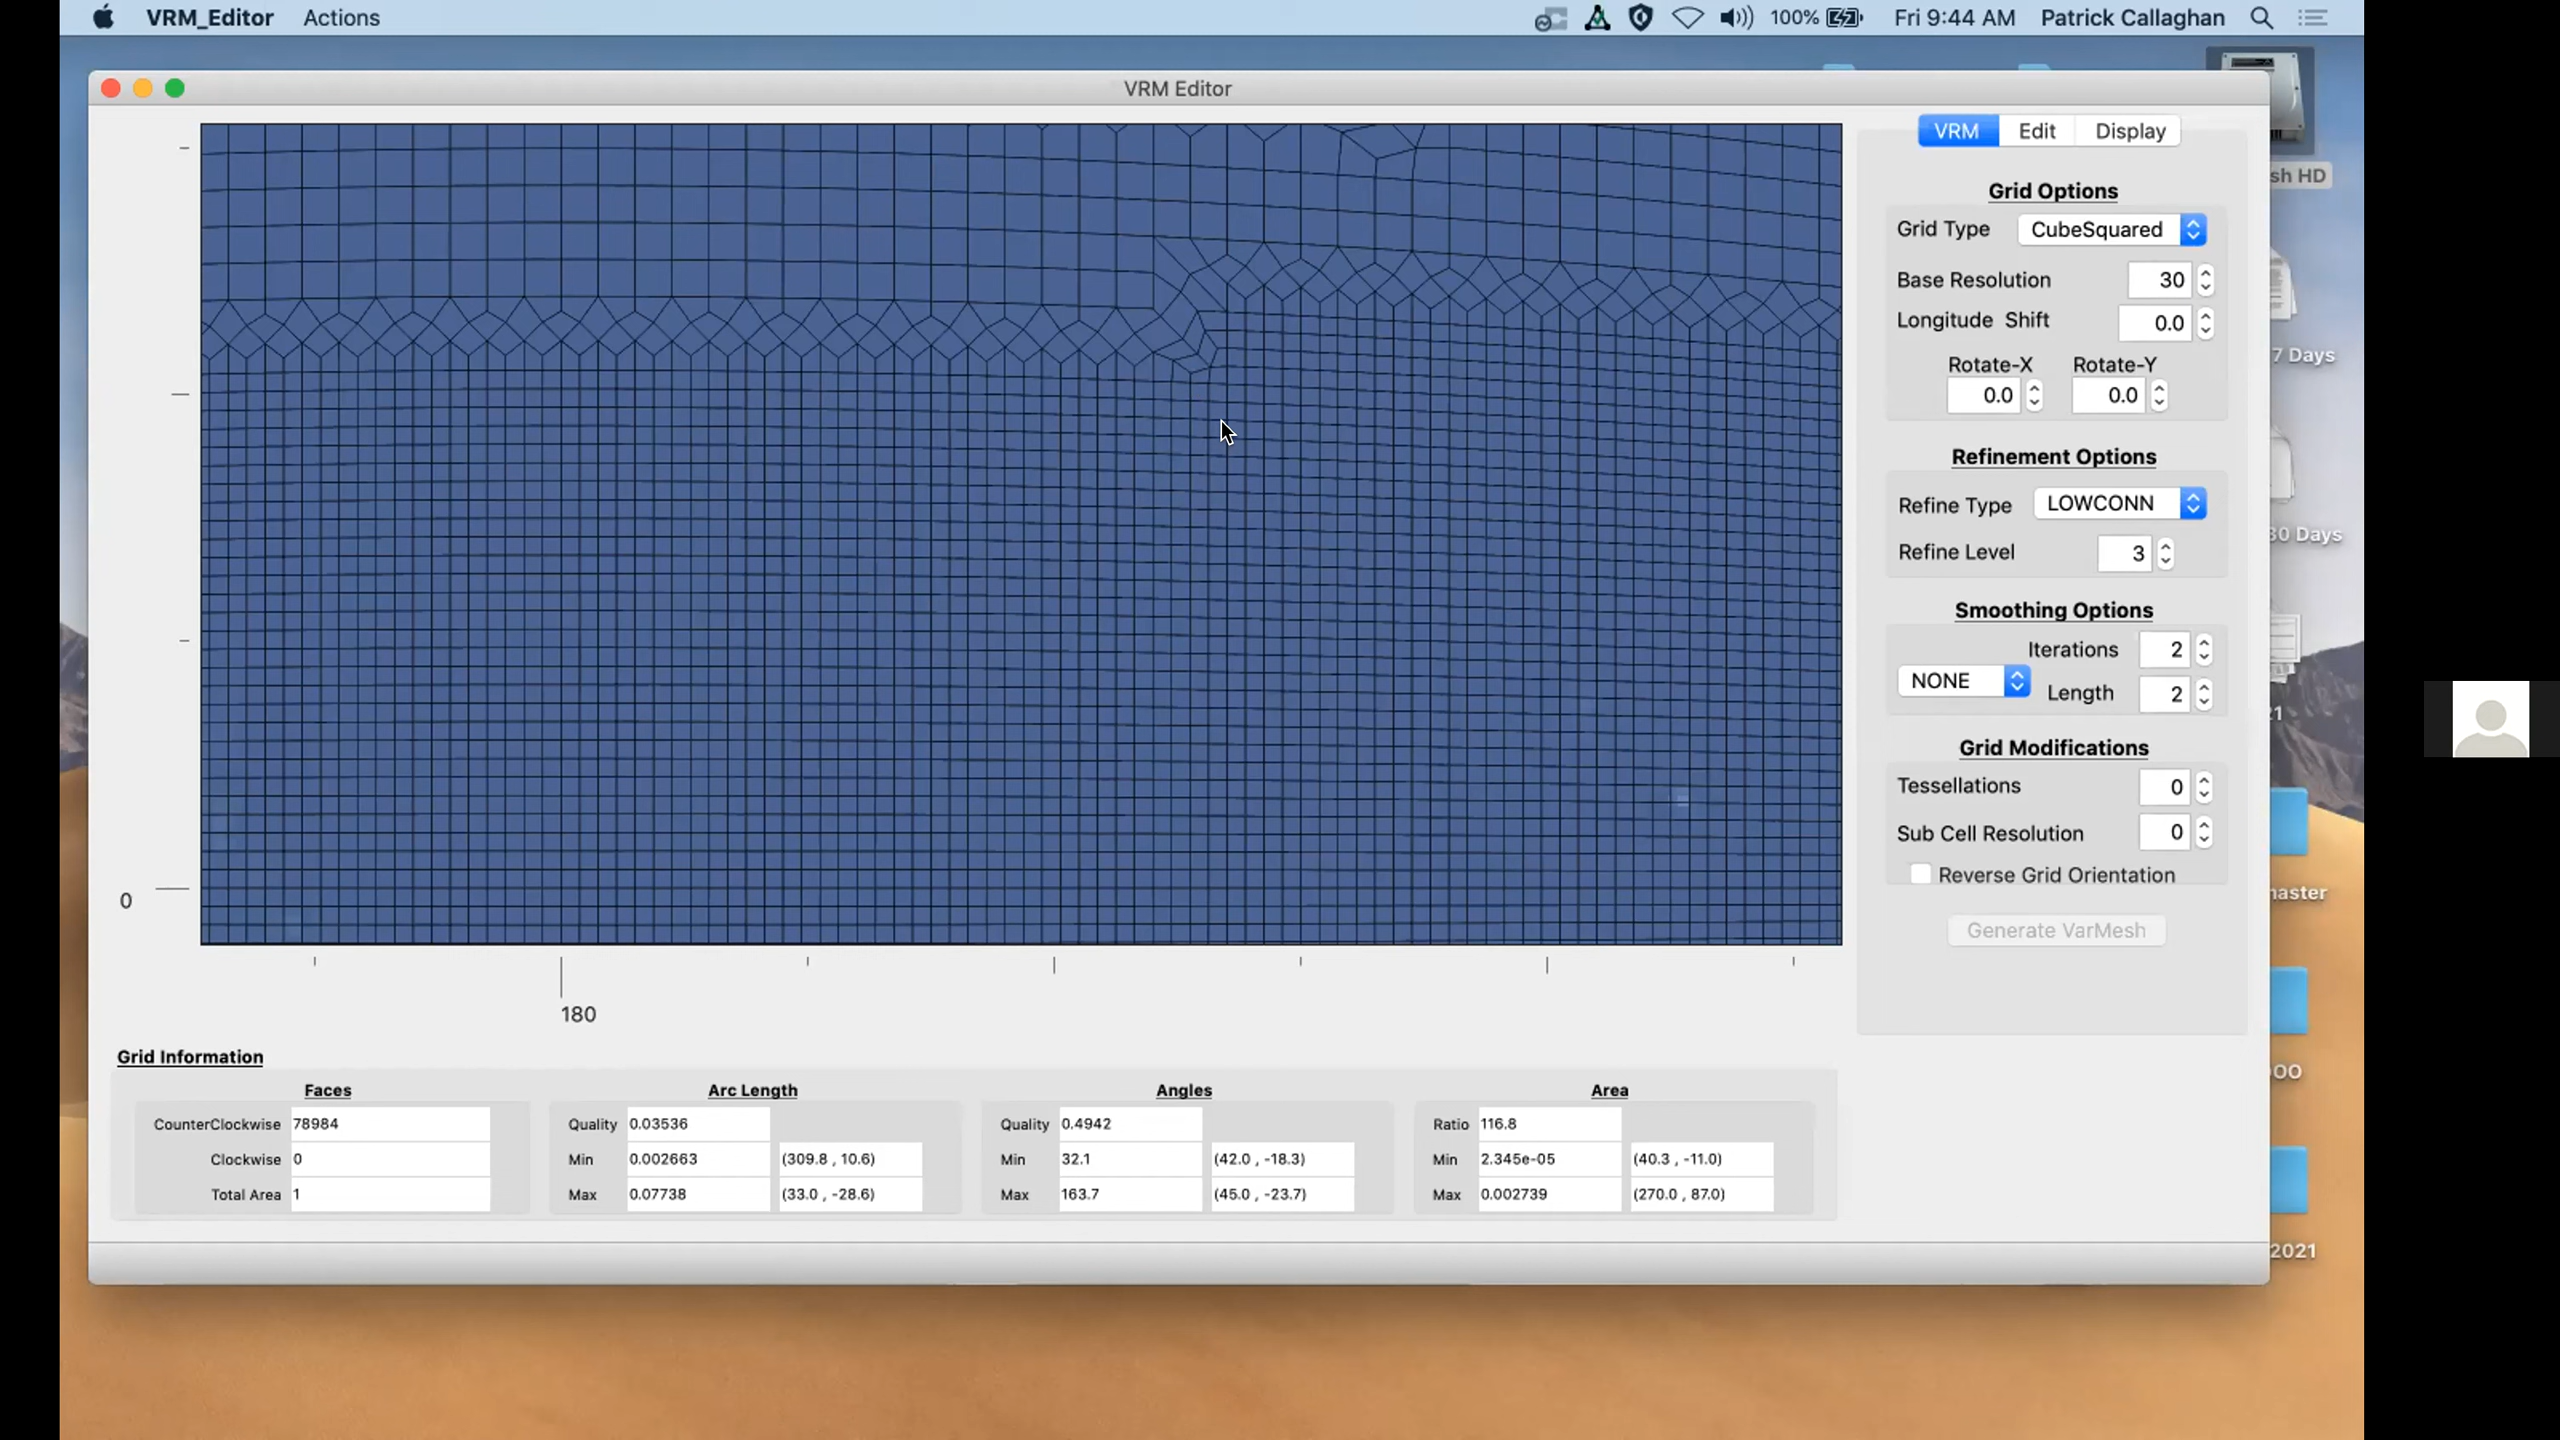 VRM_Editor Actions 100% Fri 9:44 AM Patrick Callaghan
VRM Editor
sh HD
7 Days
30 Days
21
master
OO
2021
VRM Edit Display
Grid Options
Grid Type CubeSquared
Base Resolution 30
Longitude Shift 0.0
Rotate-X Rotate-Y
0.0 0.0
Refinement Options
Refine Type LOWCONN
Refine Level 3
Smoothing Options
Iterations 2
NONE Length 2
Grid Modifications
Tessellations 0
Sub Cell Resolution 0
Reverse Grid Orientation
Generate VarMesh
0
180
Grid Information
Faces Arc Length Angles Area
CounterClockwise 78984 Quality 0.03536 Quality 0.4942 Ratio 116.8
Clockwise 0 Min 0.002663 (309.8 , 10.6) Min 32.1 (42.0 , -18.3) Min 2.345e-05 (40.3 , -11.0)
Total Area 1 Max 0.07738 (33.0 , -28.6) Max 163.7 (45.0 , -23.7) Max 0.002739 (270.0 , 87.0)